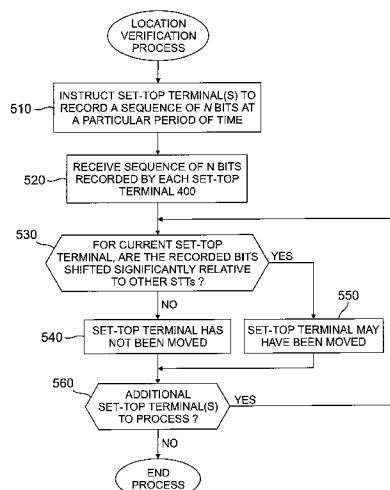 LOCATION
VERIFICATION
PROCESS
510
INSTRUCT SET-TOP TERMINAL(S) TO
RECORD A SEQUENCE OF N BITS AT
A PARTICULAR PERIOD OF TIME
520
RECEIVE SEQUENCE OF N BITS
RECORDED BY EACH SET-TOP
TERMINAL 400
530
FOR CURRENT SET-TOP
TERMINAL, ARE THE RECORDED BITS
SHIFTED SIGNIFICANTLY RELATIVE
TO OTHER STTs ?
YES
NO
550
540
SET-TOP TERMINAL HAS
NOT BEEN MOVED
SET-TOP TERMINAL MAY
HAVE BEEN MOVED
560
ADDITIONAL
SET-TOP TERMINAL(S)
TO PROCESS ?
YES
NO
END
PROCESS